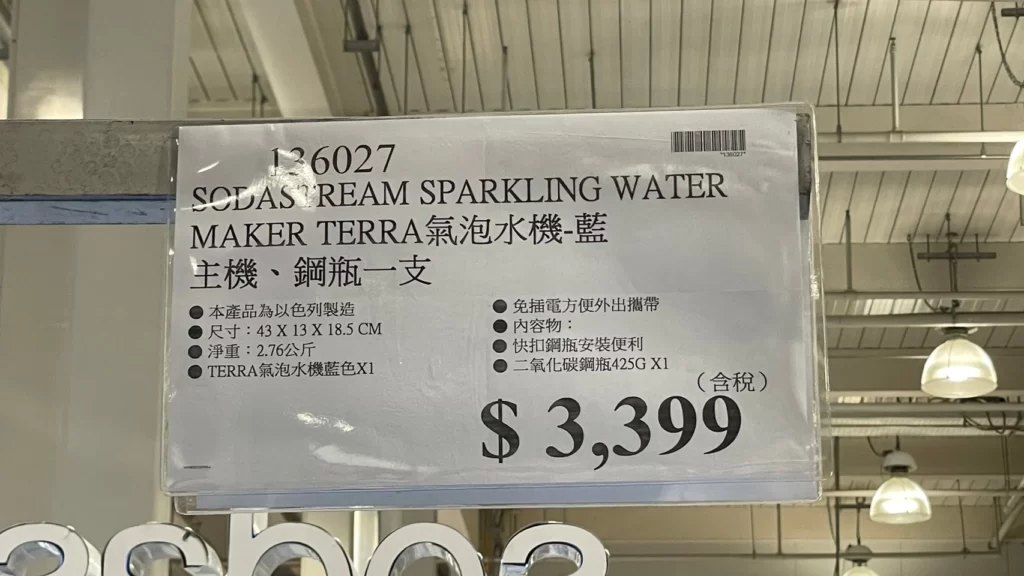 136027
*136027*
SODASTREAM SPARKLING WATER
MAKER TERRA氣泡水機-藍
主機、鋼瓶一支
●本產品為以色列製造
●尺寸：43 X 13 X 18.5 CM
●淨重：2.76公斤
●TERRA氣泡水機藍色X1
●免插電方便外出攜帶
●內容物：
●快扣鋼瓶安裝便利
●二氧化碳鋼瓶425G X1
（含稅）
$ 3,399